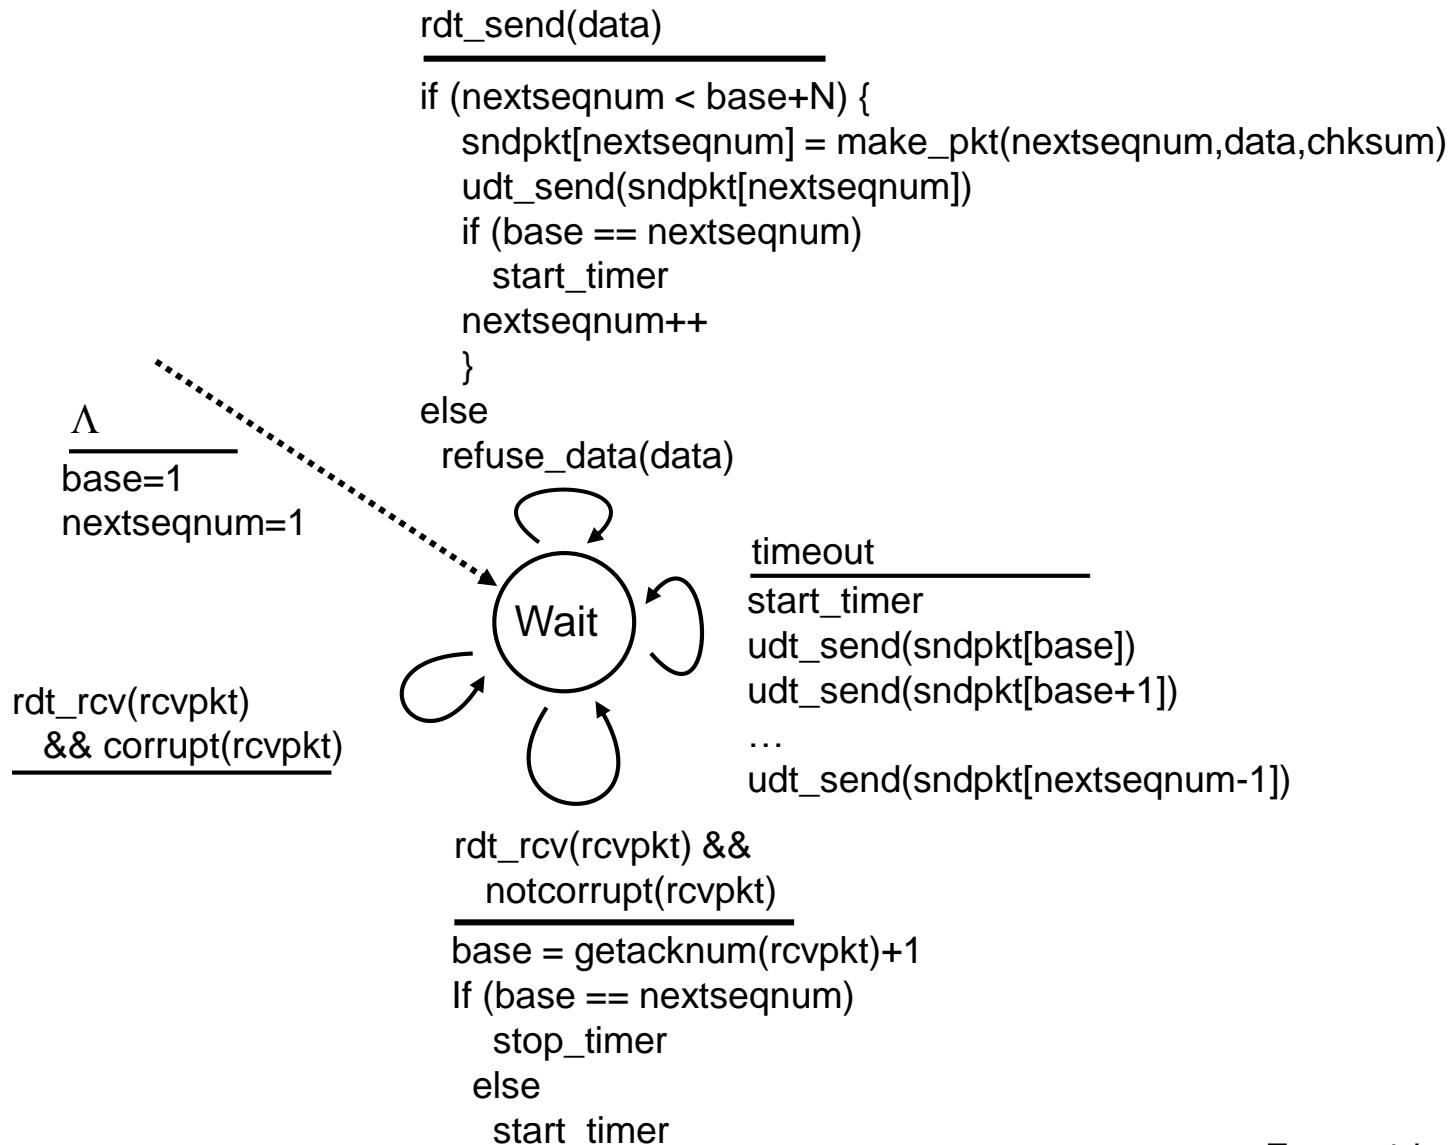 rdt_send(data)
if (nextseqnum < base+N) {
sndpkt[nextseqnum] = make_pkt(nextseqnum,data,chksum)
udt_send(sndpkt[nextseqnum])
if (base == nextseqnum)
start_timer
nextseqnum++
}
else
refuse_data(data)
Λ
base=1
nextseqnum=1
Wait
timeout
start_timer
udt_send(sndpkt[base])
udt_send(sndpkt[base+1])
…
udt_send(sndpkt[nextseqnum-1])
rdt_rcv(rcvpkt)
&& corrupt(rcvpkt)
rdt_rcv(rcvpkt) &&
notcorrupt(rcvpkt)
base = getacknum(rcvpkt)+1
If (base == nextseqnum)
stop_timer
else
start_timer